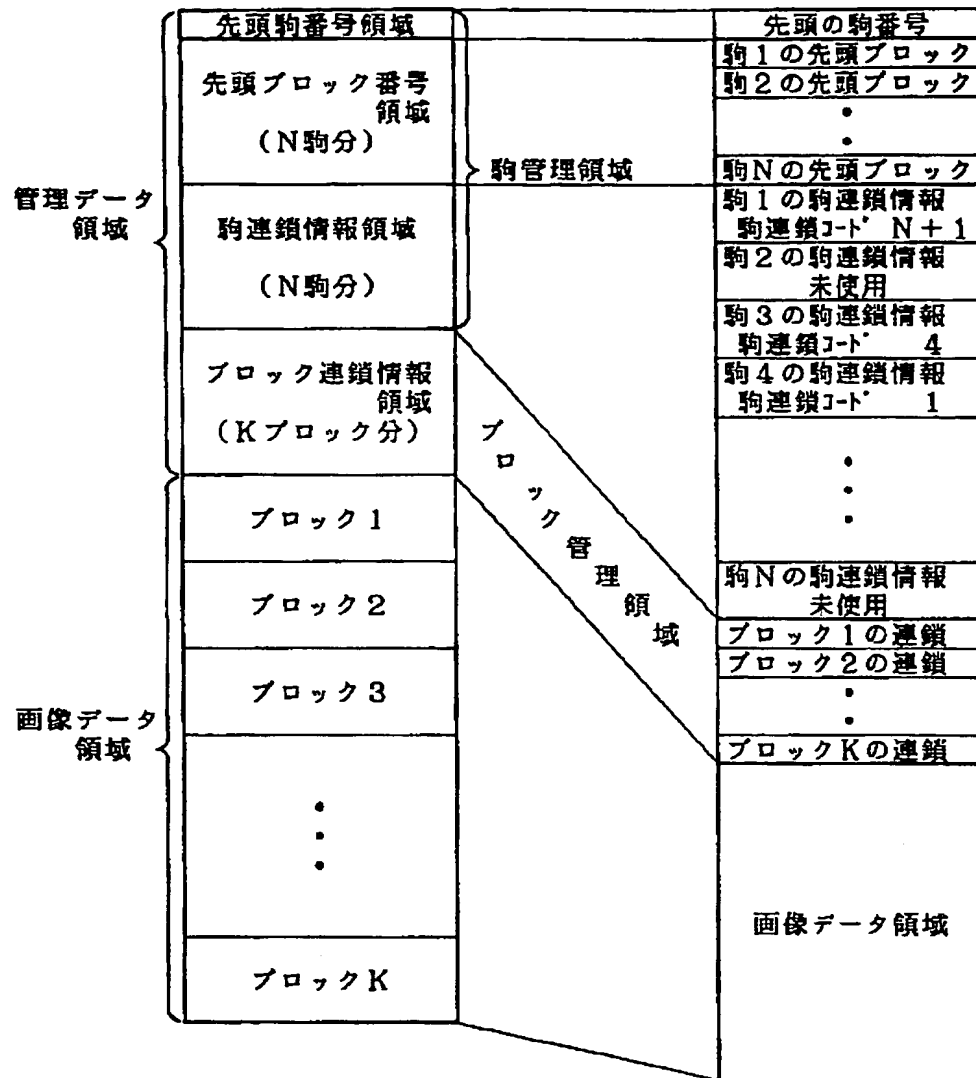 管理データ
領域
画像データ
領域
先頭駒番号領域
先頭ブロック番号
領域
(N駒分)
駒連鎖情報領域
(N駒分)
ブロック連鎖情報
領域
(Kブロック分)
ブロック1
ブロック2
ブロック3
ブロックK
駒管理領域
ブロック管理領域
先頭の駒番号
駒1の先頭ブロック
駒2の先頭ブロック
駒Nの先頭ブロック
駒1の駒連鎖情報
駒連鎖コード N+1
駒2の駒連鎖情報
未使用
駒3の駒連鎖情報
駒連鎖コード 4
駒4の駒連鎖情報
駒連鎖コード 1
駒Nの駒連鎖情報
未使用
ブロック1の連鎖
ブロック2の連鎖
ブロックKの連鎖
画像データ領域